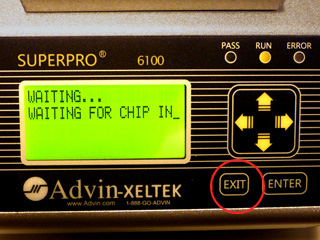 PASS RUN ERROR
SUPERPRO® 6100
WAITING...
WAITING FOR CHIP IN_
EXIT ENTER
Advin-XELTEK
www.Advin.com 1-888-GO-ADVIN